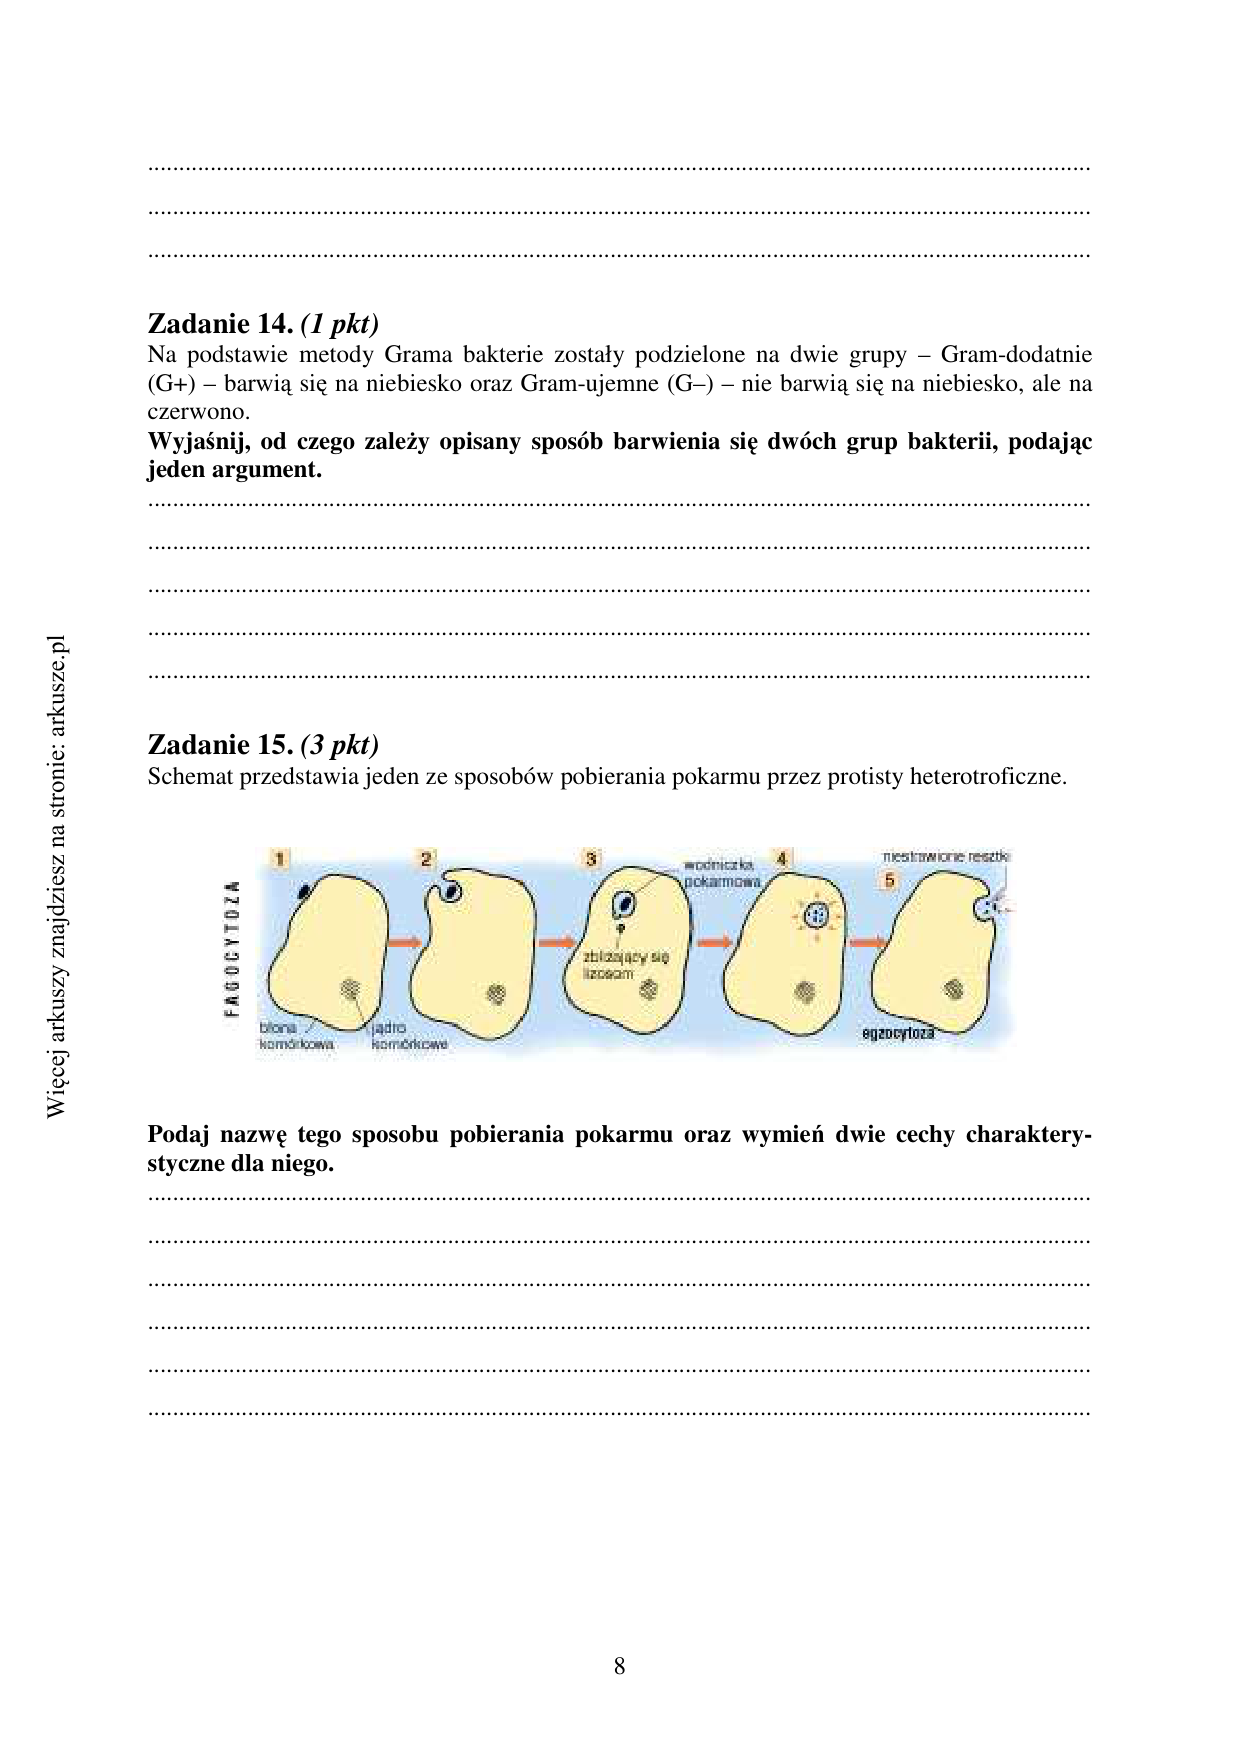 Zadanie 14. (1 pkt)
Na podstawie metody Grama bakterie zostały podzielone na dwie grupy – Gram-dodatnie
(G+) – barwią się na niebiesko oraz Gram-ujemne (G–) – nie barwią się na niebiesko, ale na
czerwono.
Wyjaśnij, od czego zależy opisany sposób barwienia się dwóch grup bakterii, podając
jeden argument.
Więcej arkuszy znajdziesz na stronie: arkusze.pl
Zadanie 15. (3 pkt)
Schemat przedstawia jeden ze sposobów pobierania pokarmu przez protisty heterotroficzne.
FAGOCYTOZA
1
2
3
4
5
wodniczka
pokarmowa
niestrawione resztki
zbliżający się
lizosom
błona
komórkowa
jądro
komórkowe
egzocytoza
Podaj nazwę tego sposobu pobierania pokarmu oraz wymień dwie cechy charaktery-
styczne dla niego.
8